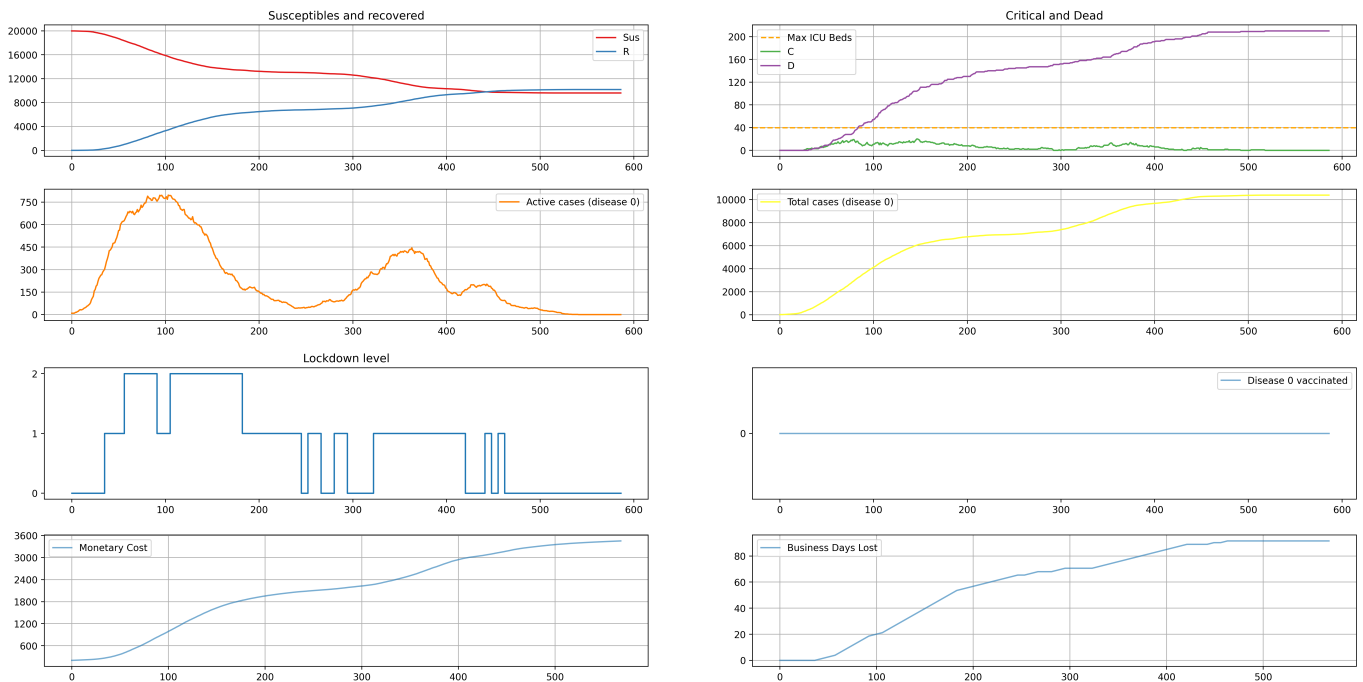 Susceptibles and recovered
20000
16000
12000
8000
4000
0
Sus
R
0 100 200 300 400 500 600
Critical and Dead
200
160
120
80
40
0
Max ICU Beds
C
D
0 100 200 300 400 500 600
750
600
450
300
150
0
Active cases (disease 0)
0 100 200 300 400 500 600
10000
8000
6000
4000
2000
0
Total cases (disease 0)
0 100 200 300 400 500 600
Lockdown level
2
1
0
0 100 200 300 400 500 600
0
Disease 0 vaccinated
0 100 200 300 400 500 600
3600
3000
2400
1800
1200
600
Monetary Cost
0 100 200 300 400 500
80
60
40
20
0
Business Days Lost
0 100 200 300 400 500